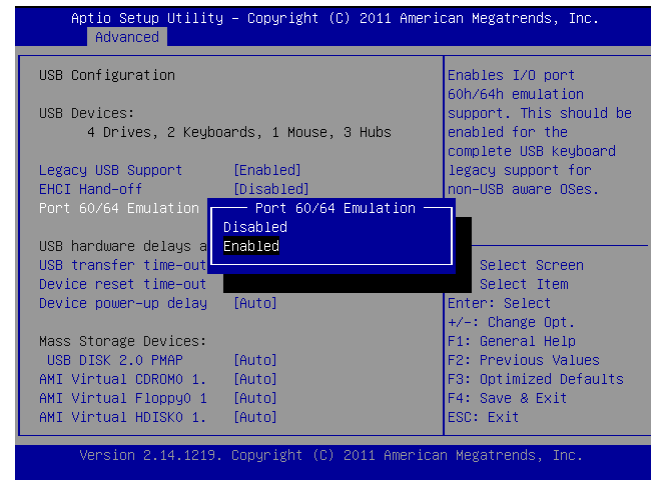 Aptio Setup Utility – Copyright (C) 2011 American Megatrends, Inc.
Advanced
USB Configuration
USB Devices:
4 Drives, 2 Keyboards, 1 Mouse, 3 Hubs
Legacy USB Support [Enabled]
EHCI Hand-off [Disabled]
Port 60/64 Emulation
USB hardware delays a
USB transfer time-out
Device reset time-out
Device power-up delay [Auto]
Mass Storage Devices:
USB DISK 2.0 PMAP [Auto]
AMI Virtual CDROM0 1. [Auto]
AMI Virtual Floppy0 1 [Auto]
AMI Virtual HDISK0 1. [Auto]
Port 60/64 Emulation
Disabled
Enabled
Enables I/O port
60h/64h emulation
support. This should be
enabled for the
complete USB keyboard
legacy support for
non-USB aware OSes.
Select Screen
Select Item
Enter: Select
+/-: Change Opt.
F1: General Help
F2: Previous Values
F3: Optimized Defaults
F4: Save & Exit
ESC: Exit
Version 2.14.1219. Copyright (C) 2011 American Megatrends, Inc.